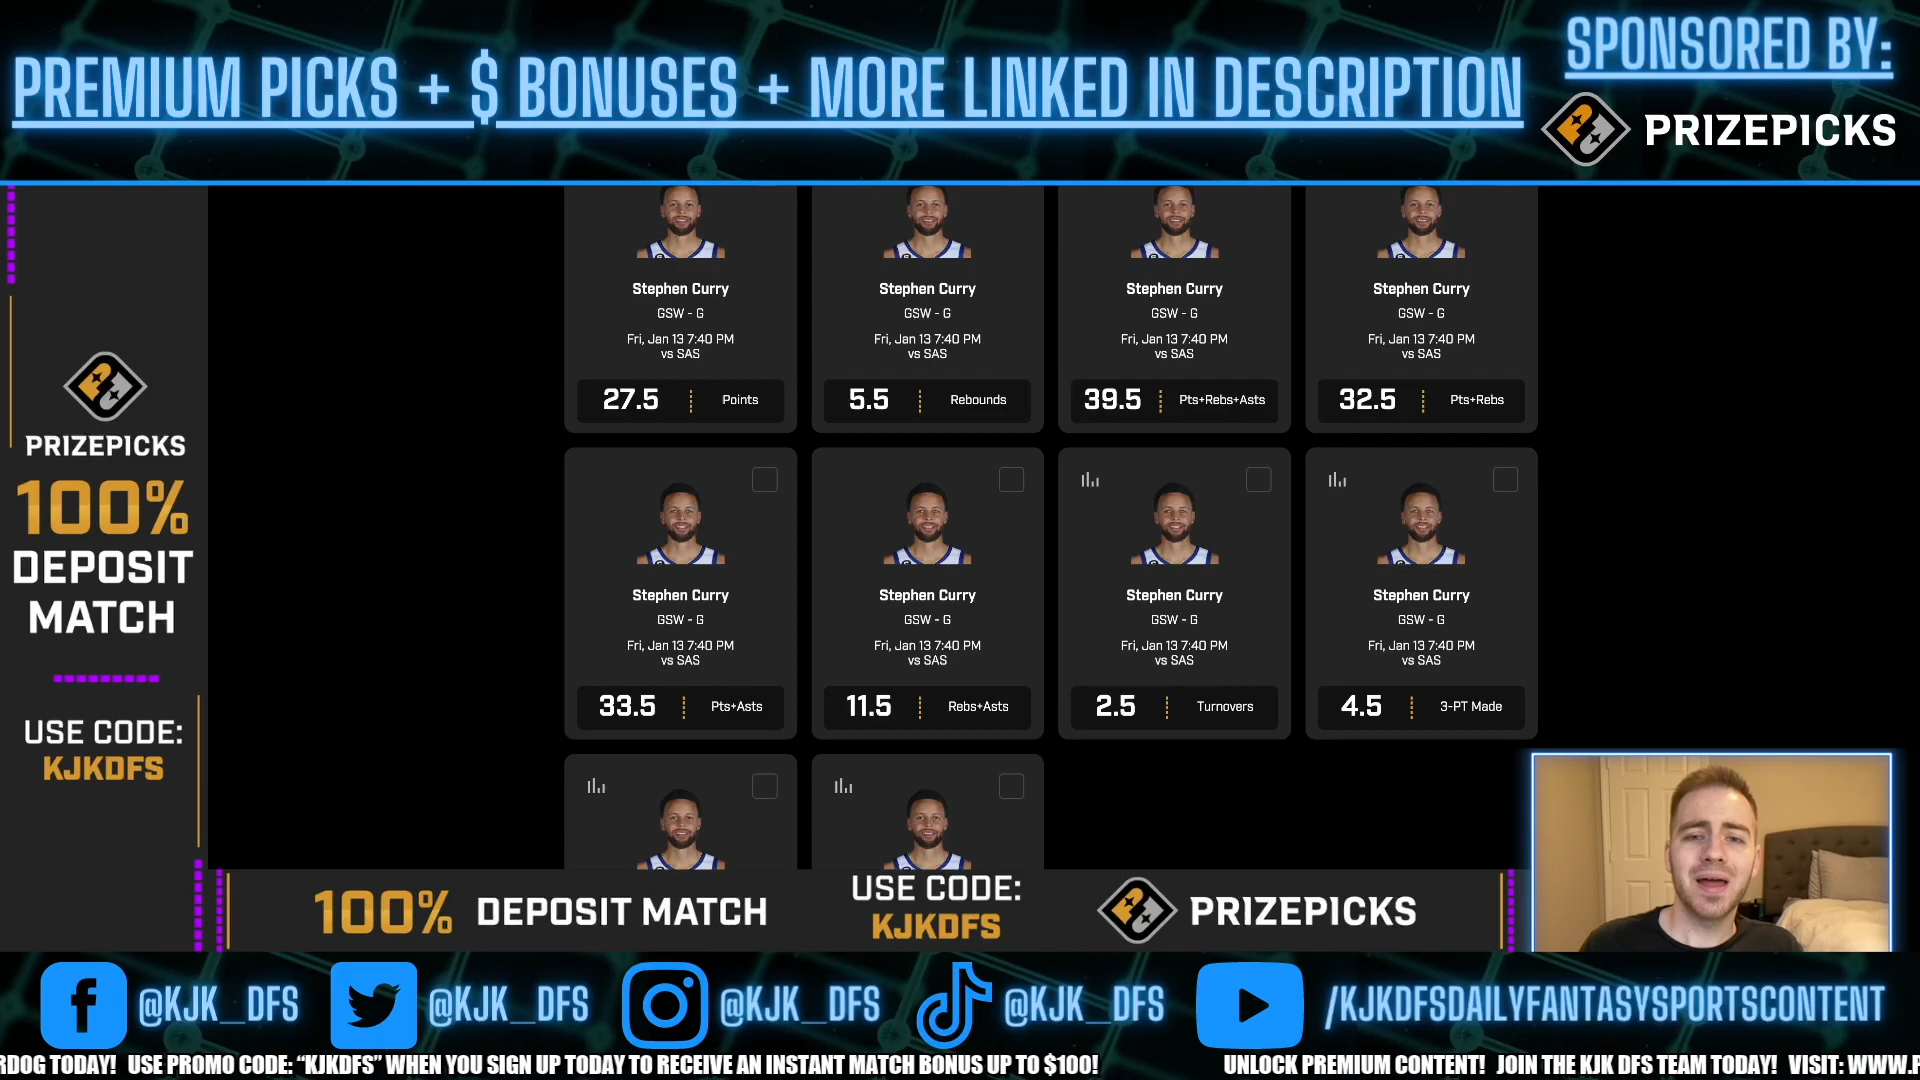 PREMIUM PICKS + $ BONUSES + MORE LINKED IN DESCRIPTION
SPONSORED BY:
PRIZEPICKS
Stephen Curry
GSW - G
Fri, Jan 13 7:40 PM
vs SAS
27.5 Points
Stephen Curry
GSW - G
Fri, Jan 13 7:40 PM
vs SAS
5.5 Rebounds
Stephen Curry
GSW - G
Fri, Jan 13 7:40 PM
vs SAS
39.5 Pts+Rebs+Asts
Stephen Curry
GSW - G
Fri, Jan 13 7:40 PM
vs SAS
32.5 Pts+Rebs
Stephen Curry
GSW - G
Fri, Jan 13 7:40 PM
vs SAS
33.5 Pts+Asts
Stephen Curry
GSW - G
Fri, Jan 13 7:40 PM
vs SAS
11.5 Rebs+Asts
Stephen Curry
GSW - G
Fri, Jan 13 7:40 PM
vs SAS
2.5 Turnovers
Stephen Curry
GSW - G
Fri, Jan 13 7:40 PM
vs SAS
4.5 3-PT Made
PRIZEPICKS
100%
DEPOSIT
MATCH
USE CODE:
KJKDFS
100% DEPOSIT MATCH
USE CODE:
KJKDFS
PRIZEPICKS
@KJK_DFS
@KJK_DFS
@KJK_DFS
@KJK_DFS
/KJKDFSDAILYFANTASYSPORTSCONTENT
RDOG TODAY! USE PROMO CODE: “KJKDFS” WHEN YOU SIGN UP TODAY TO RECEIVE AN INSTANT MATCH BONUS UP TO $100! UNLOCK PREMIUM CONTENT! JOIN THE KJK DFS TEAM TODAY! VISIT: WWW.